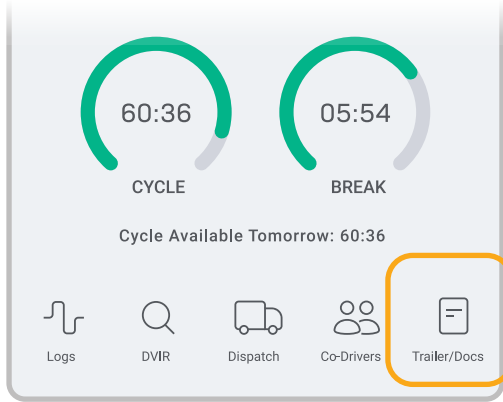 60:36
05:54
CYCLE
BREAK
Cycle Available Tomorrow: 60:36
Logs
DVIR
Dispatch
Co-Drivers
Trailer/Docs